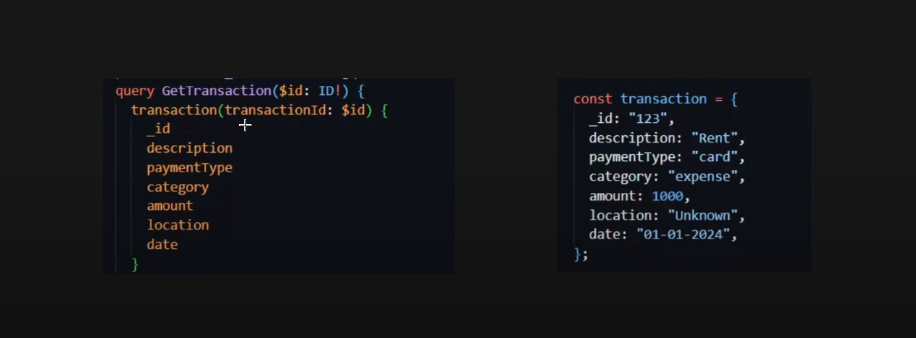 query GetTransaction($id: ID!) {
transaction(transactionId: $id) {
_id
description
paymentType
category
amount
location
date
}
const transaction = {
_id: "123",
description: "Rent",
paymentType: "card",
category: "expense",
amount: 1000,
location: "Unknown",
date: "01-01-2024",
};